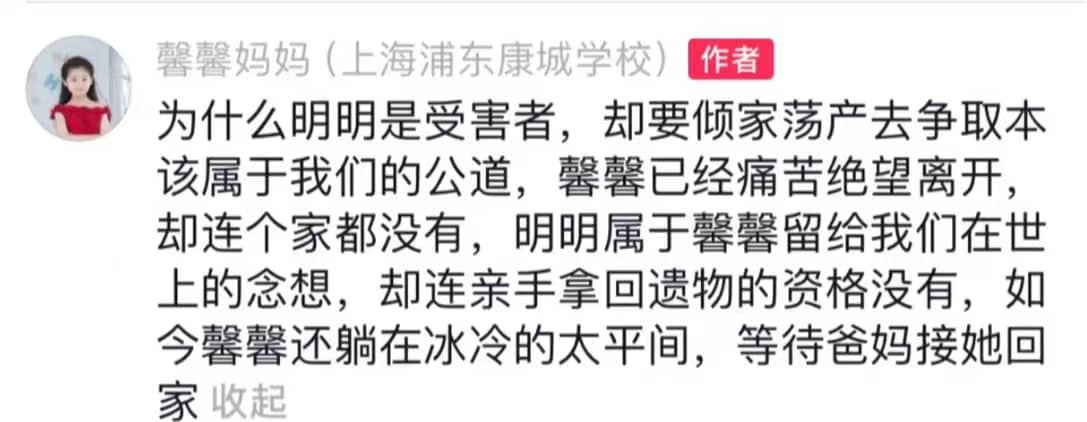 馨馨妈妈（上海浦东康城学校） 作者
为什么明明是受害者，却要倾家荡产去争取本
该属于我们的公道，馨馨已经痛苦绝望离开，
却连个家都没有，明明属于馨馨留给我们在世
上的念想，却连亲手拿回遗物的资格没有，如
今馨馨还躺在冰冷的太平间，等待爸妈接她回
家 收起